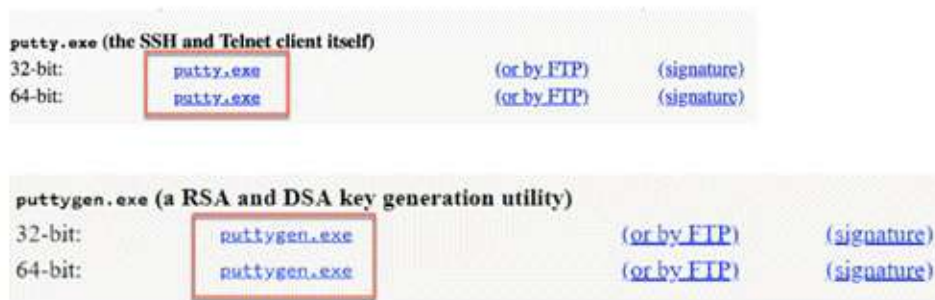 putty.exe (the SSH and Telnet client itself)
32-bit: putty.exe (or by FTP) (signature)
64-bit: putty.exe (or by FTP) (signature)
puttygen.exe (a RSA and DSA key generation utility)
32-bit: puttygen.exe (or by FTP) (signature)
64-bit: puttygen.exe (or by FTP) (signature)